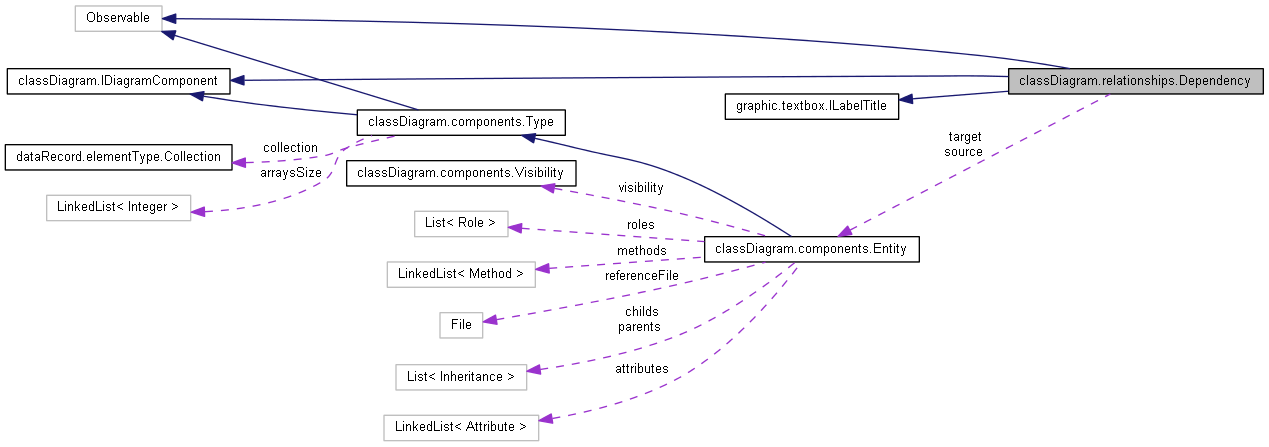 Observable
classDiagram.relationships.Dependency
classDiagram.IDiagramComponent
graphic.textbox.ILabelTitle
classDiagram.components.Type
target
source
collection
dataRecord.elementType.Collection
arraysSize
classDiagram.components.Visibility
visibility
LinkedList< Integer >
List< Role >
roles
classDiagram.components.Entity
methods
LinkedList< Method >
referenceFile
childs
parents
File
attributes
List< Inheritance >
LinkedList< Attribute >